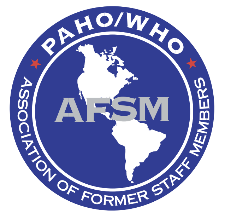 PAHO/WHO
AFSM
ASSOCIATION OF FORMER STAFF MEMBERS